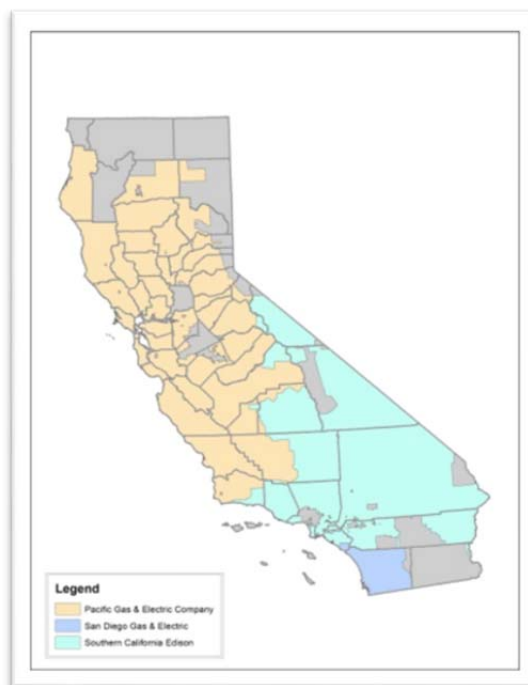 Legend
Pacific Gas & Electric Company
San Diego Gas & Electric
Southern California Edison